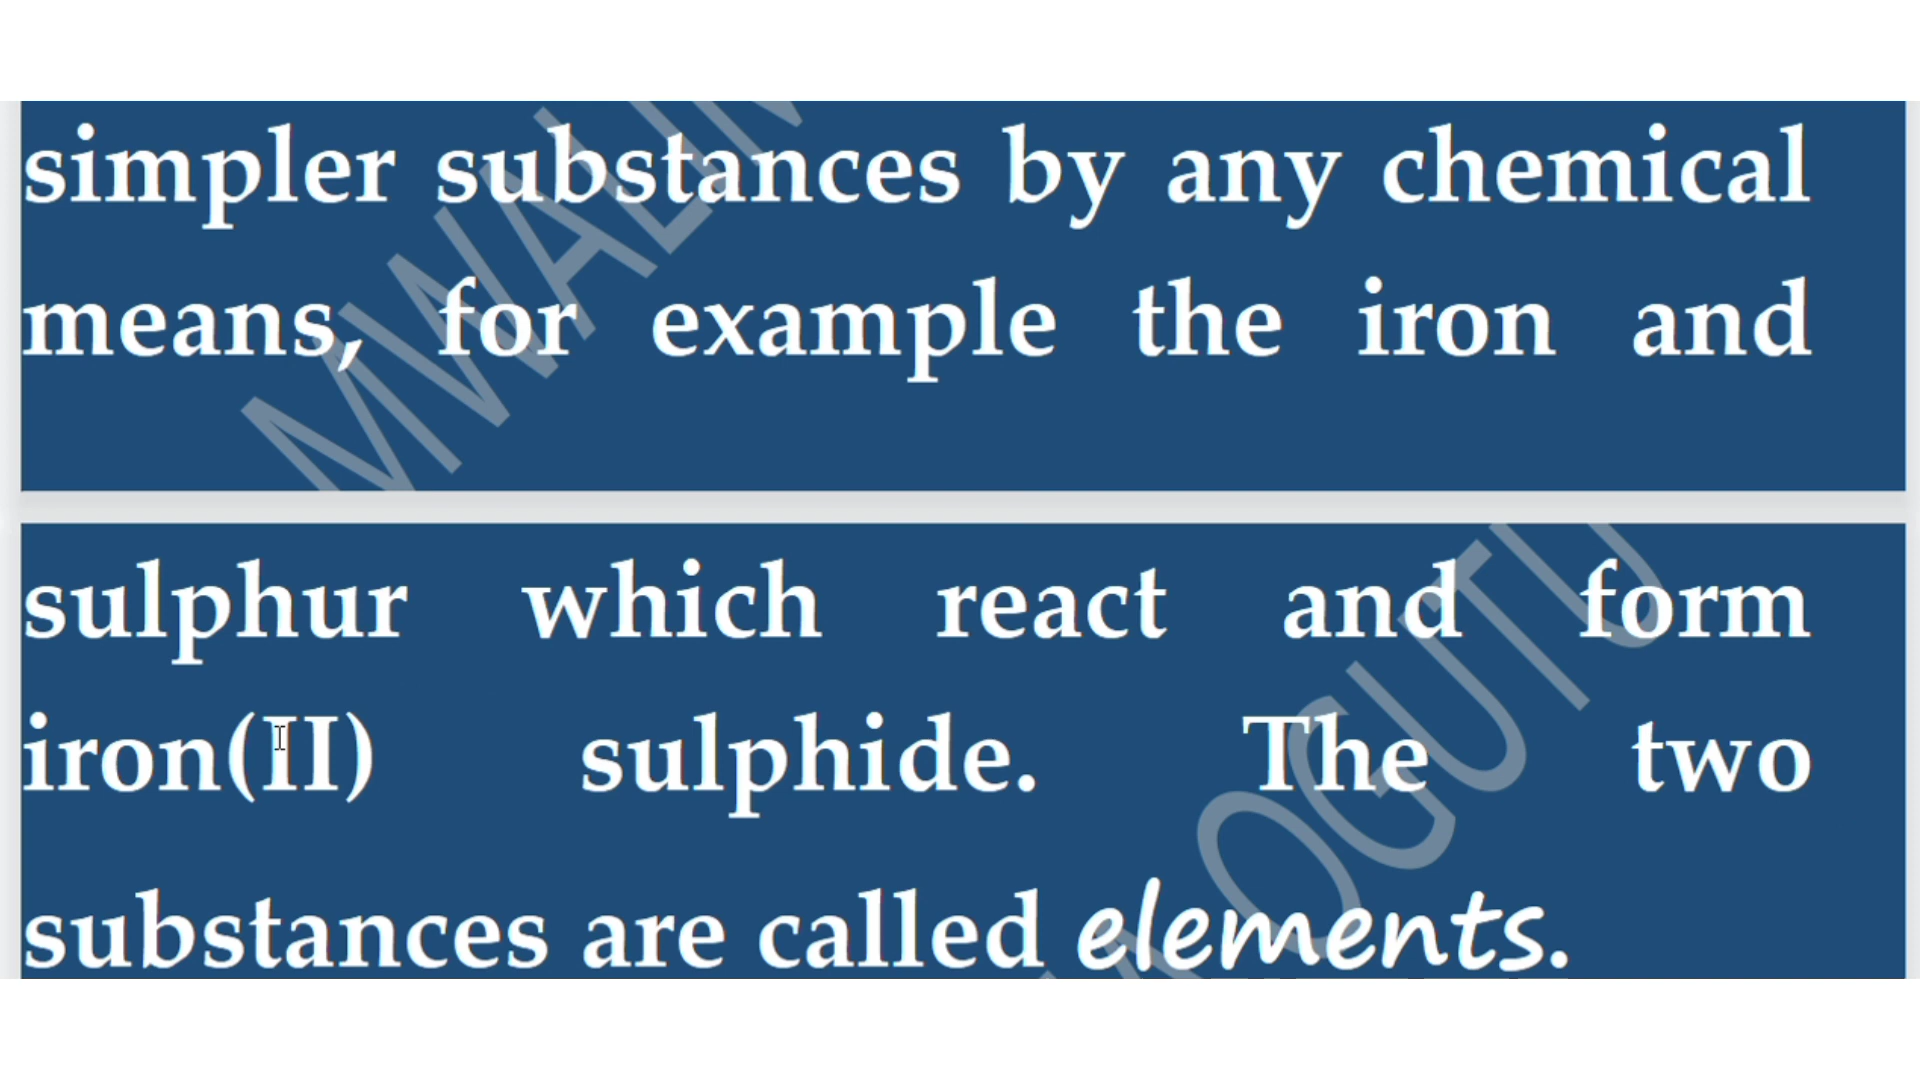 simpler substances by any chemical
means, for example the iron and
sulphur which react and form
iron(II) sulphide. The two
substances are called elements.